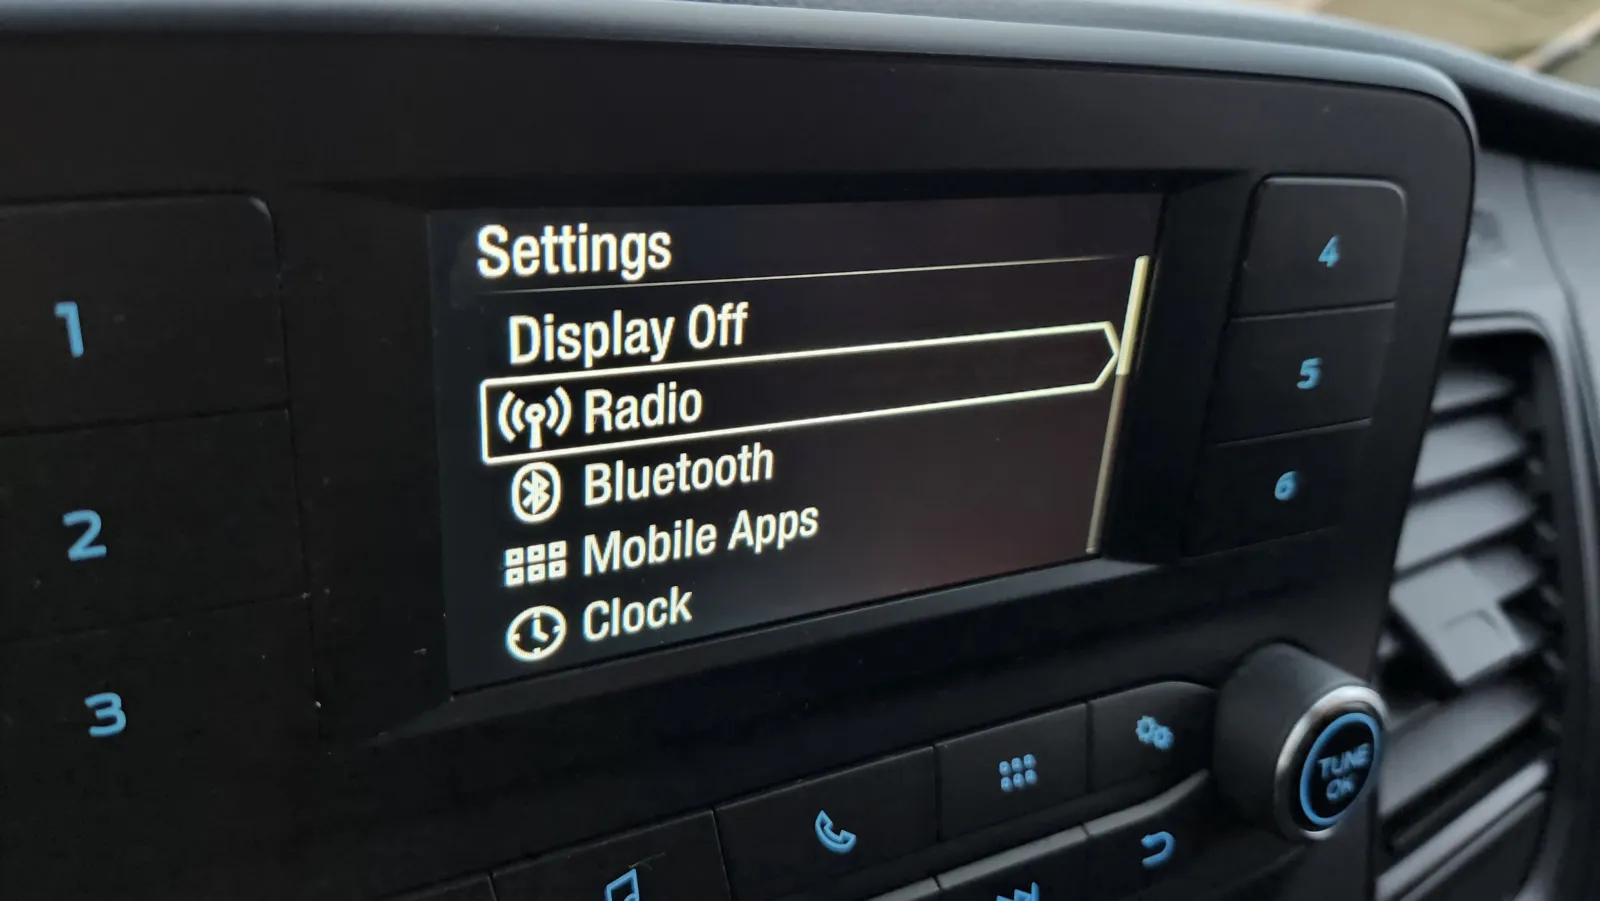 Settings
Display Off
Radio
Bluetooth
Mobile Apps
Clock
1
2
3
4
5
6
TUNE
OK